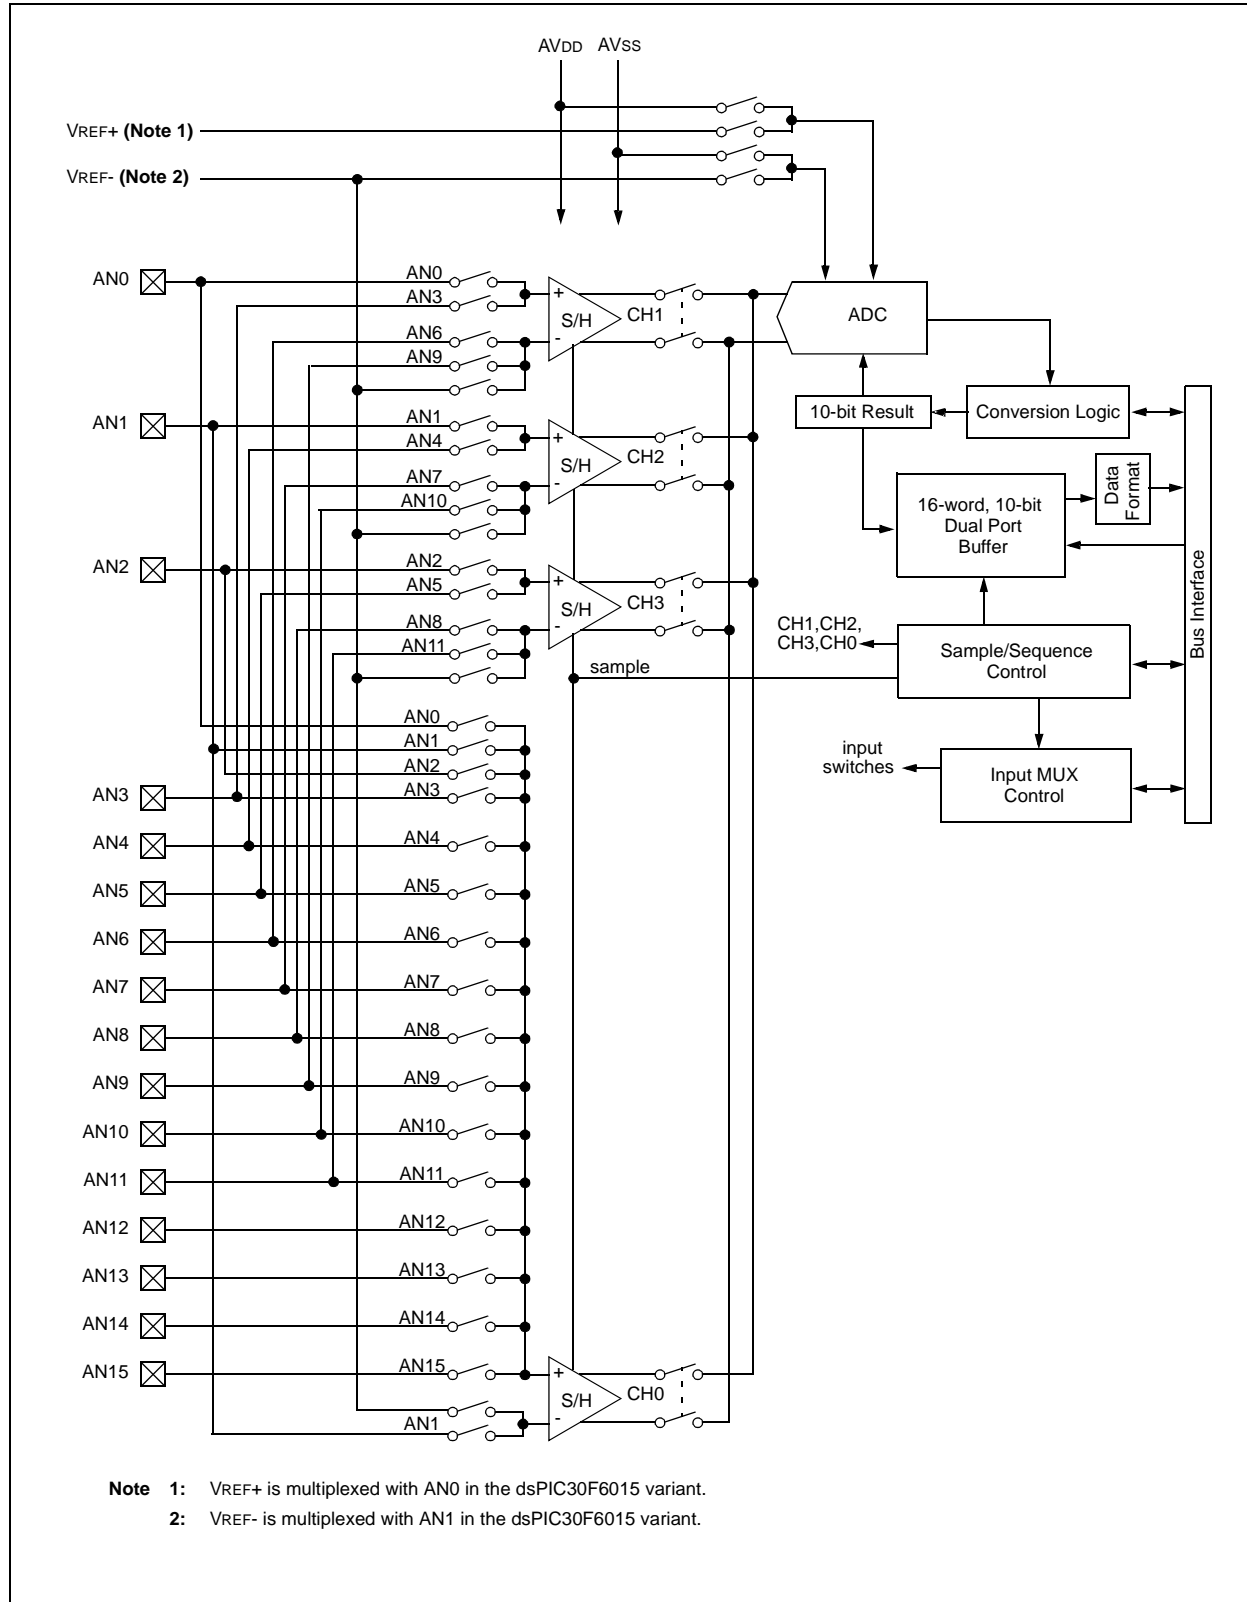 AVDD AVSS
VREF+ (Note 1)
VREF- (Note 2)
AN0
AN0
AN3
+
S/H
-
CH1
ADC
AN6
AN9
10-bit Result
Conversion Logic
AN1
AN1
AN4
+
S/H
-
CH2
AN7
AN10
16-word, 10-bit
Dual Port
Buffer
Data
Format
Bus Interface
AN2
AN2
AN5
+
S/H
-
CH3
AN8
AN11
CH1,CH2,
CH3,CH0
Sample/Sequence
Control
sample
AN0
AN1
AN2
input
switches
Input MUX
Control
AN3
AN3
AN4
AN4
AN5
AN5
AN6
AN6
AN7
AN7
AN8
AN8
AN9
AN9
AN10
AN10
AN11
AN11
AN12
AN12
AN13
AN13
AN14
AN14
AN15
AN15
+
S/H
-
CH0
AN1
Note 1: VREF+ is multiplexed with AN0 in the dsPIC30F6015 variant.
2: VREF- is multiplexed with AN1 in the dsPIC30F6015 variant.